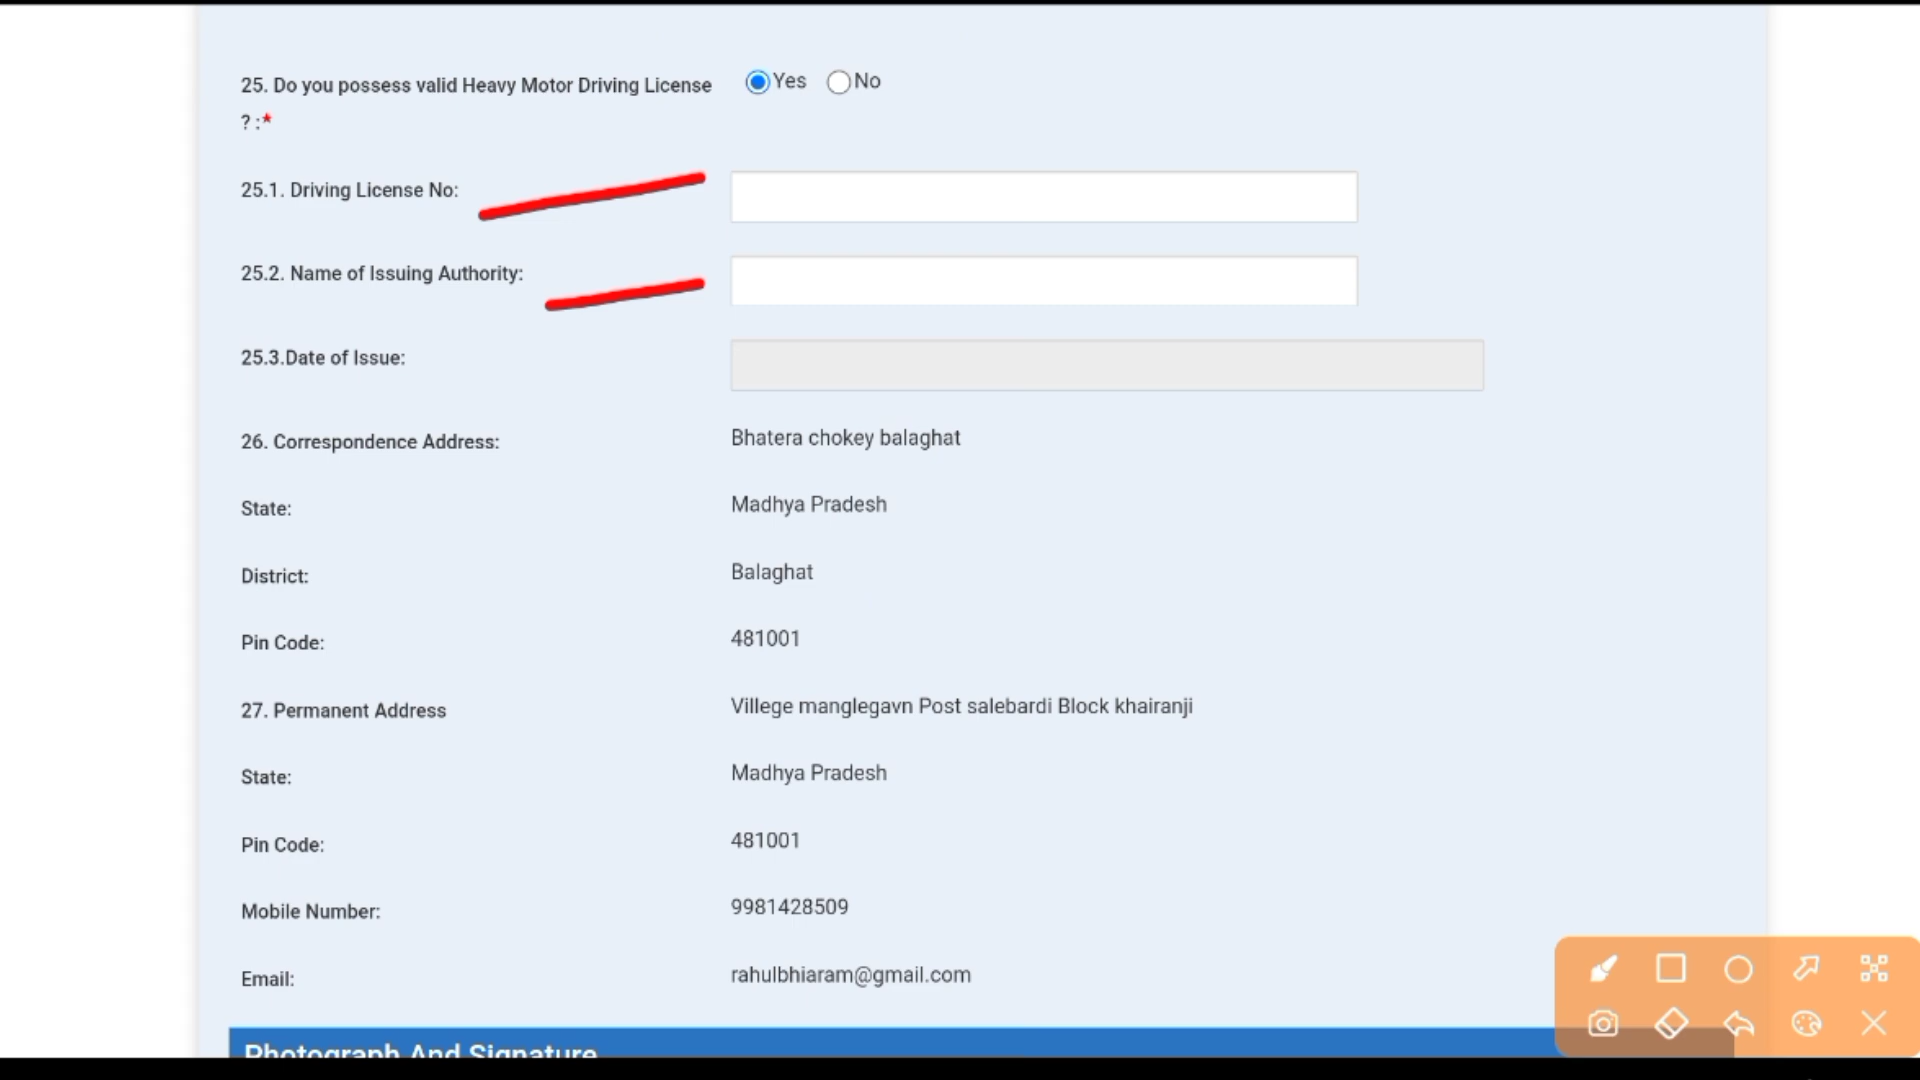 25. Do you possess valid Heavy Motor Driving License Yes No
? :*
25.1. Driving License No:
25.2. Name of Issuing Authority:
25.3.Date of Issue:
26. Correspondence Address: Bhatera chokey balaghat
State: Madhya Pradesh
District: Balaghat
Pin Code: 481001
27. Permanent Address Villege manglegavn Post salebardi Block khairanji
State: Madhya Pradesh
Pin Code: 481001
Mobile Number: 9981428509
Email: rahulbhiaram@gmail.com
Photograph And Signature